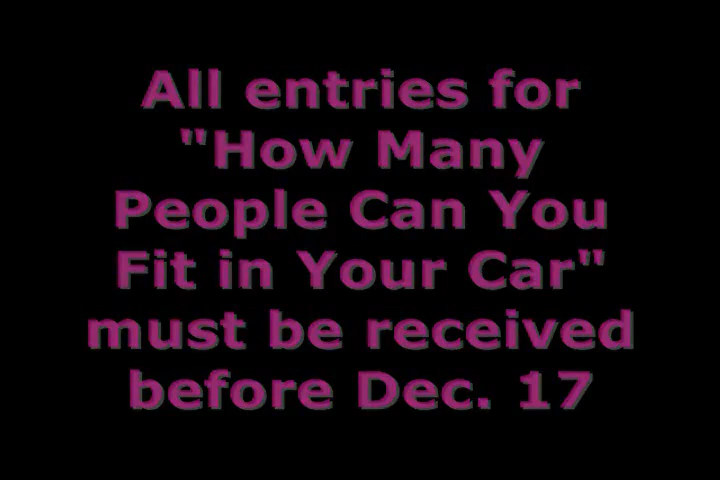 All entries for
"How Many
People Can You
Fit in Your Car"
must be received
before Dec. 17